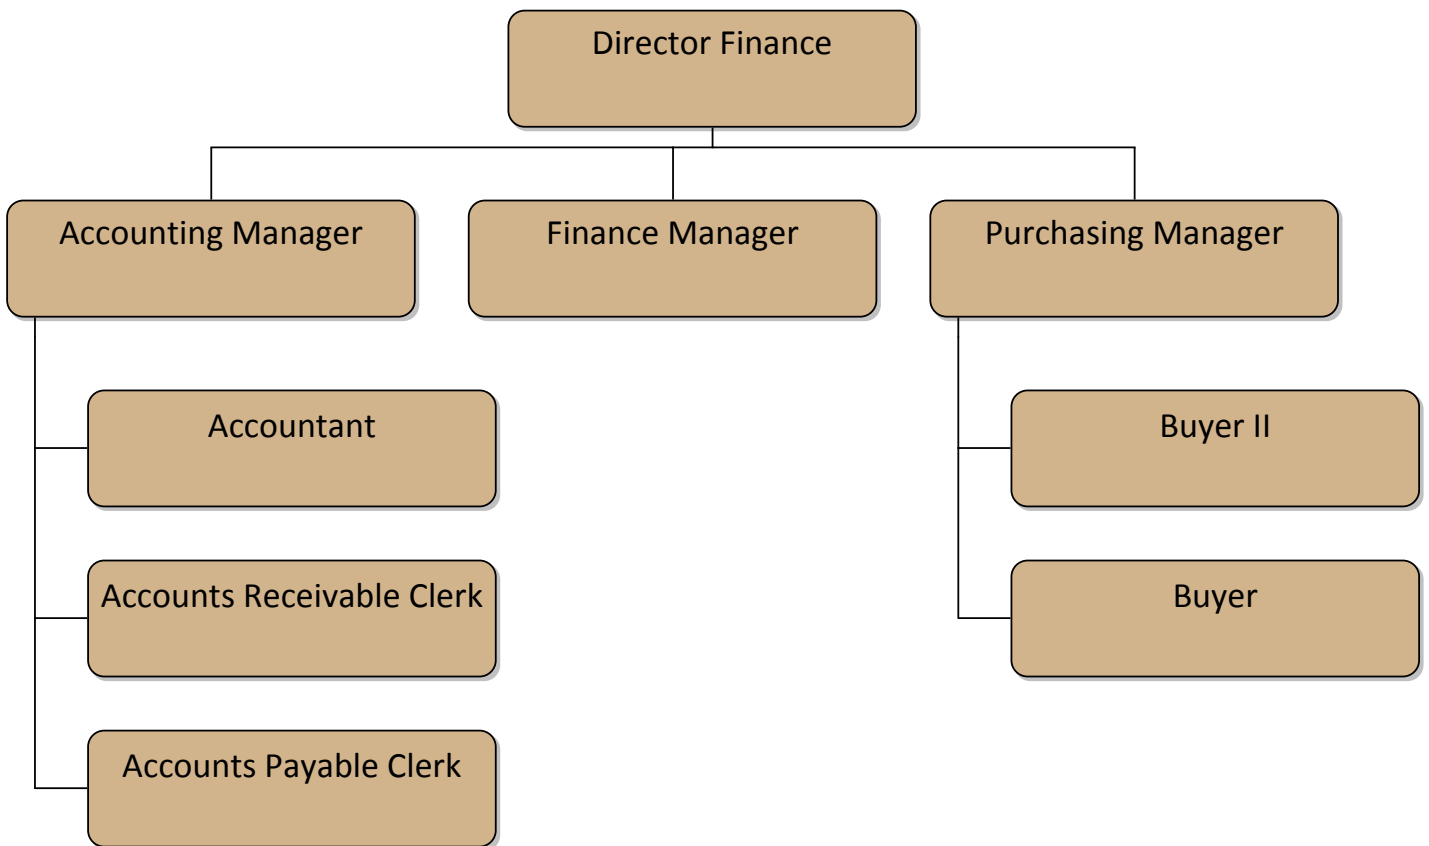 Director Finance
Accounting Manager
Finance Manager
Purchasing Manager
Accountant
Accounts Receivable Clerk
Accounts Payable Clerk
Buyer II
Buyer